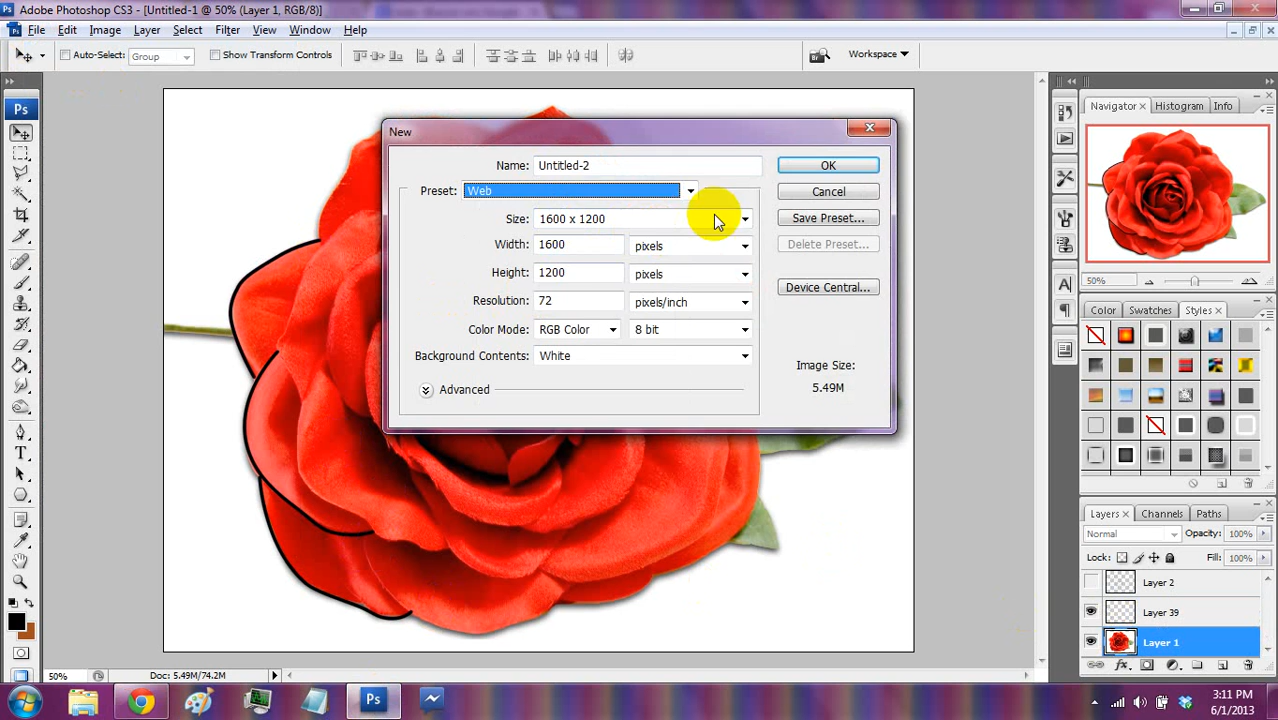 Adobe Photoshop CS3 - [Untitled-1 @ 50% (Layer 1, RGB/8)]
File Edit Image Layer Select Filter View Window Help
Auto-Select: Group Show Transform Controls Workspace
Ps
Navigator Histogram Info
50%
Color Swatches Styles
Layers Channels Paths
Normal Opacity: 100%
Lock: Fill: 100%
Layer 2
Layer 39
Layer 1
New
Name: Untitled-2
Preset: Web
Size: 1600 x 1200
Width: 1600 pixels
Height: 1200 pixels
Resolution: 72 pixels/inch
Color Mode: RGB Color 8 bit
Background Contents: White
Advanced
OK
Cancel
Save Preset...
Delete Preset...
Device Central...
Image Size:
5.49M
50% Doc: 5.49M/74.2M
Ps
3:11 PM
6/1/2013